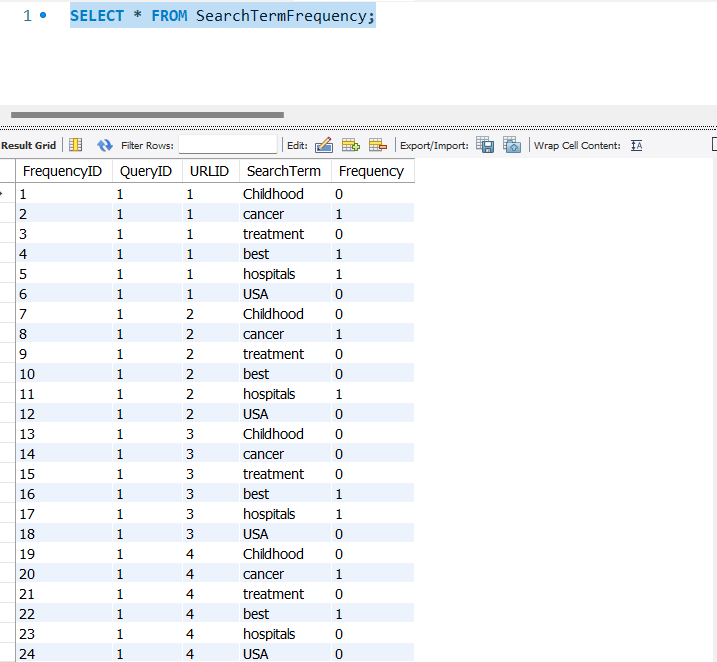 1 SELECT * FROM SearchTermFrequency;
Result Grid Filter Rows: Edit: Export/Import: Wrap Cell Content: IA
FrequencyID QueryID URLID SearchTerm Frequency
1 1 1 Childhood 0
2 1 1 cancer 1
3 1 1 treatment 0
4 1 1 best 1
5 1 1 hospitals 1
6 1 1 USA 0
7 1 2 Childhood 0
8 1 2 cancer 1
9 1 2 treatment 0
10 1 2 best 0
11 1 2 hospitals 1
12 1 2 USA 0
13 1 3 Childhood 0
14 1 3 cancer 0
15 1 3 treatment 0
16 1 3 best 1
17 1 3 hospitals 1
18 1 3 USA 0
19 1 4 Childhood 0
20 1 4 cancer 1
21 1 4 treatment 0
22 1 4 best 1
23 1 4 hospitals 0
24 1 4 USA 0